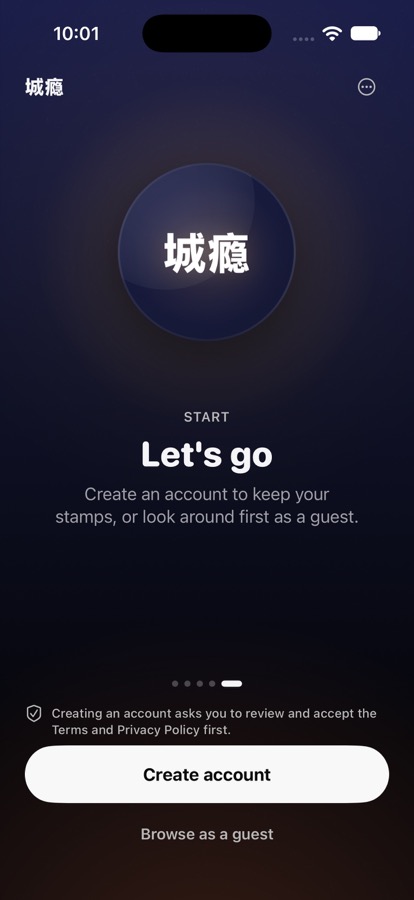 10:01
城瘾
城瘾
START
Let's go
Create an account to keep your
stamps, or look around first as a guest.
Creating an account asks you to review and accept the
Terms and Privacy Policy first.
Create account
Browse as a guest